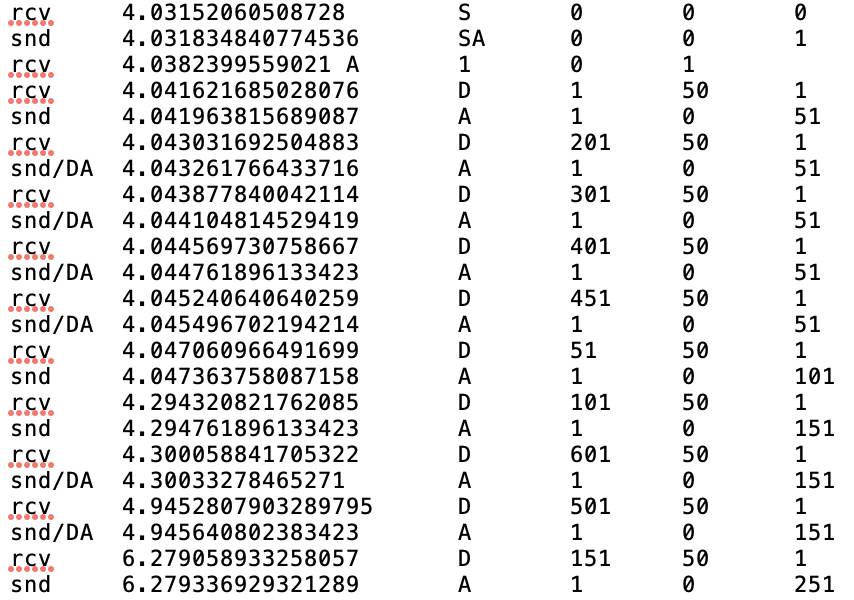 rcv 4.03152060508728 S 0 0 0
snd 4.031834840774536 SA 0 0 1
rcv 4.0382399559021 A 1 0 1
rcv 4.041621685028076 D 1 50 1
snd 4.041963815689087 A 1 0 51
rcv 4.043031692504883 D 201 50 1
snd/DA 4.043261766433716 A 1 0 51
rcv 4.043877840042114 D 301 50 1
snd/DA 4.044104814529419 A 1 0 51
rcv 4.044569730758667 D 401 50 1
snd/DA 4.044761896133423 A 1 0 51
rcv 4.045240640640259 D 451 50 1
snd/DA 4.045496702194214 A 1 0 51
rcv 4.047060966491699 D 51 50 1
snd 4.047363758087158 A 1 0 101
rcv 4.294320821762085 D 101 50 1
snd 4.294761896133423 A 1 0 151
rcv 4.300058841705322 D 601 50 1
snd/DA 4.30033278465271 A 1 0 151
rcv 4.9452807903289795 D 501 50 1
snd/DA 4.945640802383423 A 1 0 151
rcv 6.279058933258057 D 151 50 1
snd 6.279336929321289 A 1 0 251